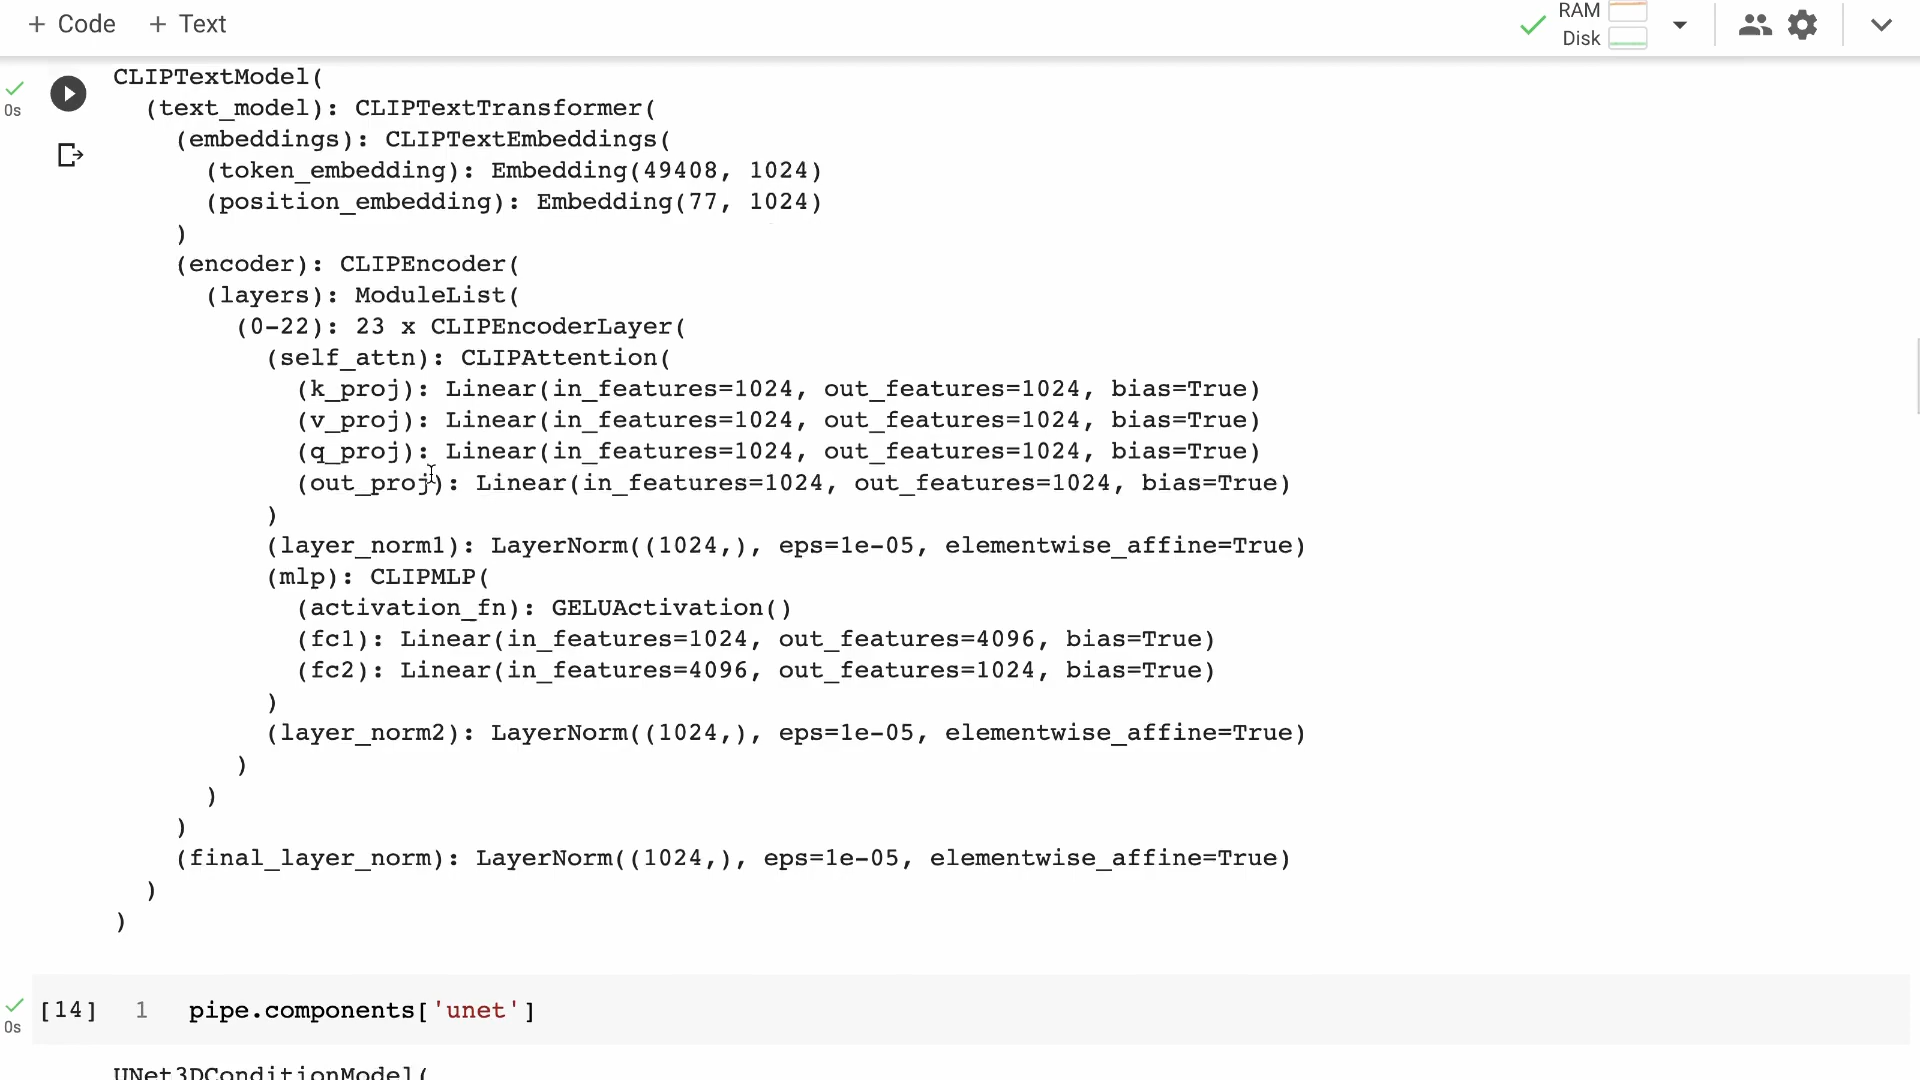 + Code + Text
RAM
Disk
0s
CLIPTextModel(
(text_model): CLIPTextTransformer(
(embeddings): CLIPTextEmbeddings(
(token_embedding): Embedding(49408, 1024)
(position_embedding): Embedding(77, 1024)
)
(encoder): CLIPEncoder(
(layers): ModuleList(
(0-22): 23 x CLIPEncoderLayer(
(self_attn): CLIPAttention(
(k_proj): Linear(in_features=1024, out_features=1024, bias=True)
(v_proj): Linear(in_features=1024, out_features=1024, bias=True)
(q_proj): Linear(in_features=1024, out_features=1024, bias=True)
(out_proj): Linear(in_features=1024, out_features=1024, bias=True)
)
(layer_norm1): LayerNorm((1024,), eps=1e-05, elementwise_affine=True)
(mlp): CLIPMLP(
(activation_fn): GELUActivation()
(fc1): Linear(in_features=1024, out_features=4096, bias=True)
(fc2): Linear(in_features=4096, out_features=1024, bias=True)
)
(layer_norm2): LayerNorm((1024,), eps=1e-05, elementwise_affine=True)
)
)
)
(final_layer_norm): LayerNorm((1024,), eps=1e-05, elementwise_affine=True)
)
)
[14] 1 pipe.components['unet']
0s
UNet3DConditionModel(